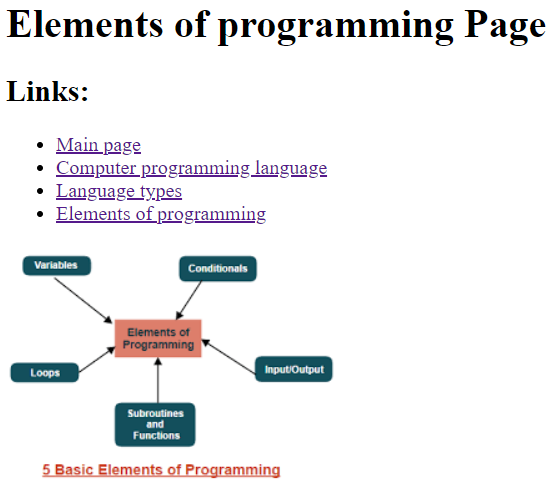 Elements of programming Page
Links:
Main page
Computer programming language
Language types
Elements of programming
Variables
Conditionals
Elements of
Programming
Loops
Input/Output
Subroutines
and
Functions
5 Basic Elements of Programming